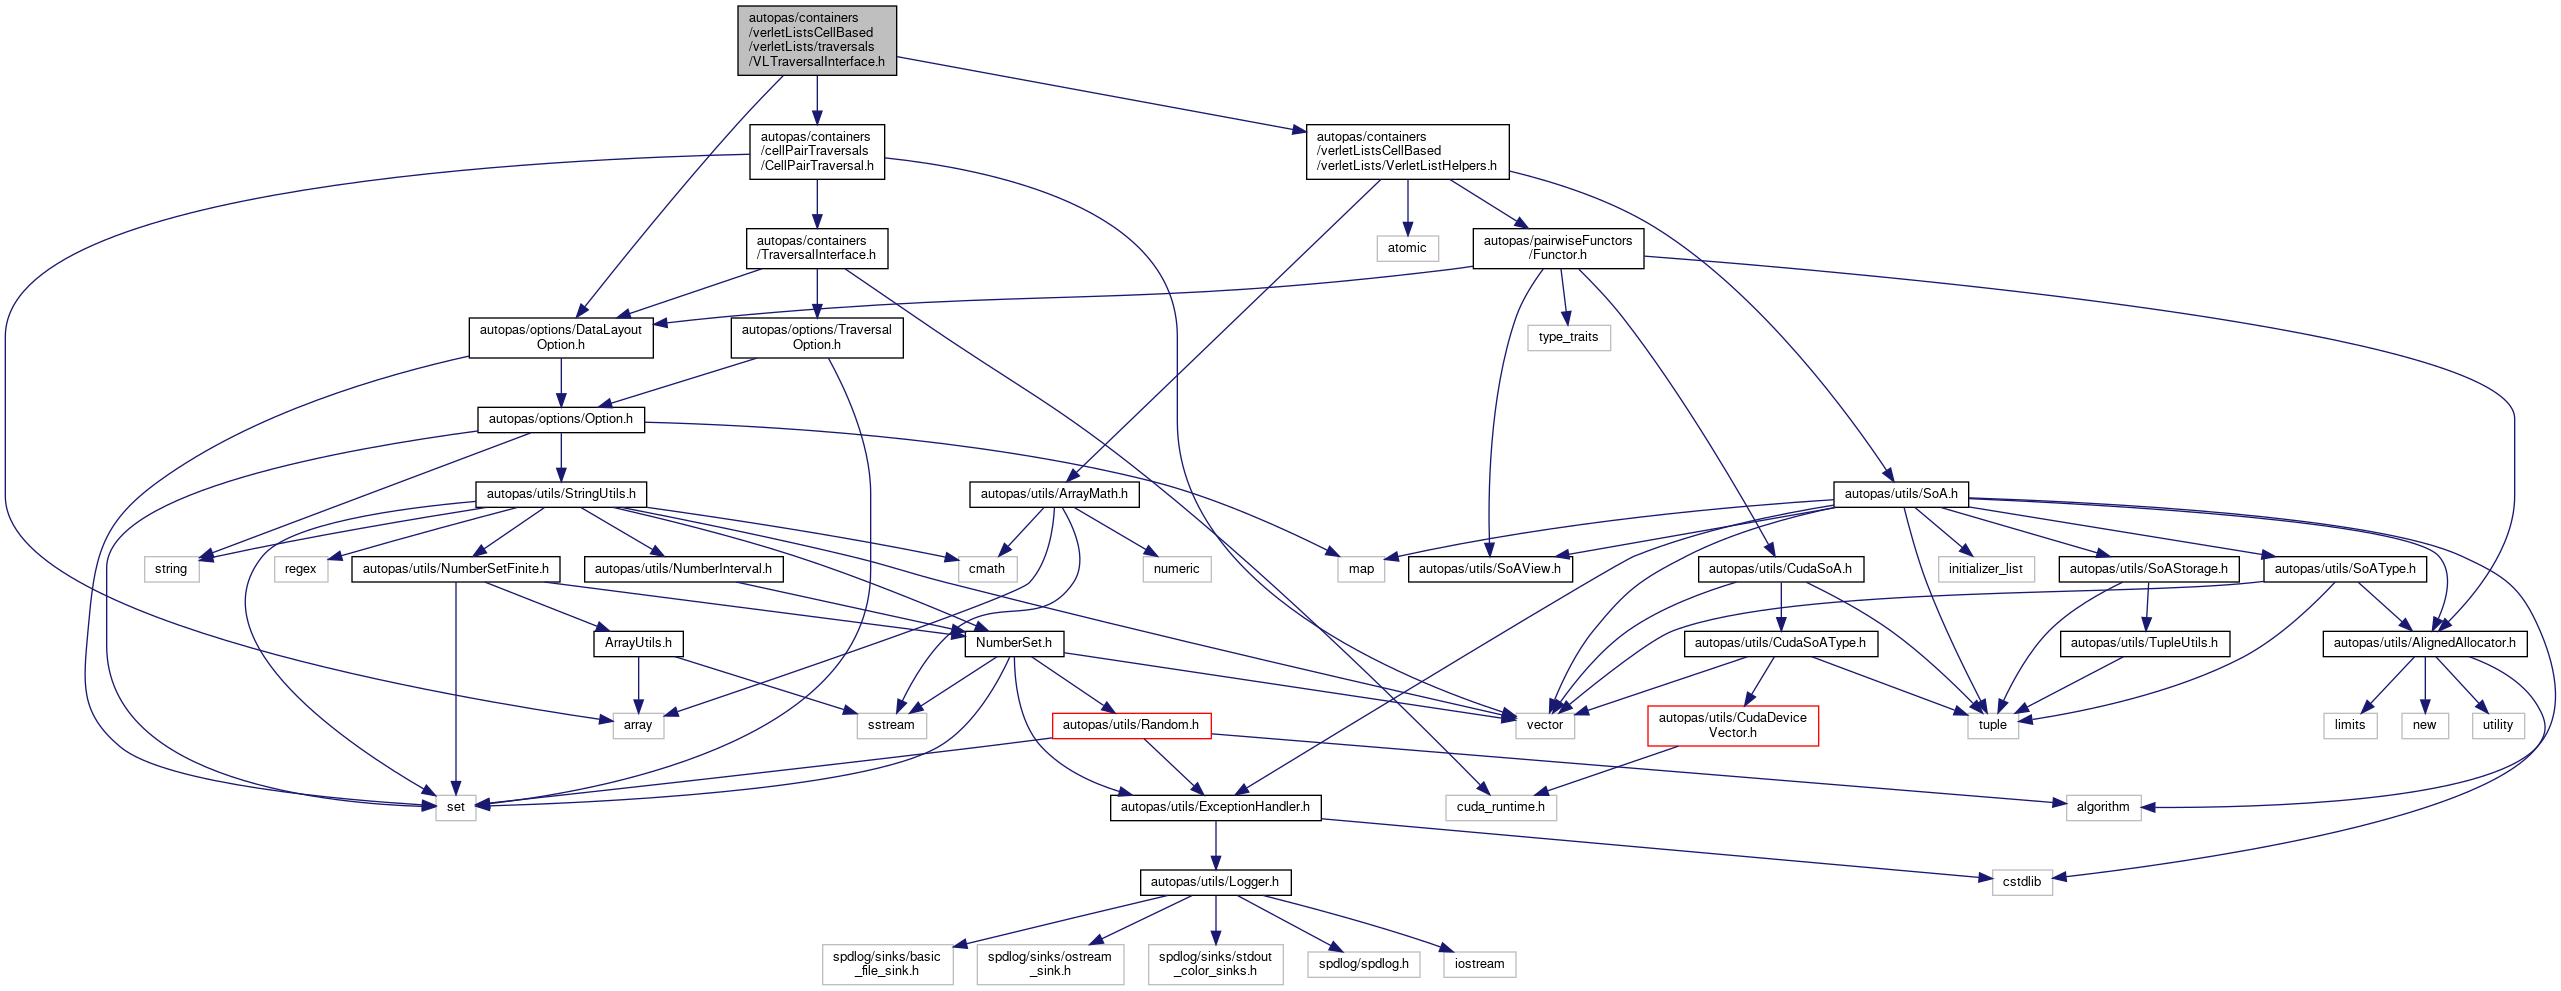 autopas/containers
/verletListsCellBased
/verletLists/traversals
/VLTraversalInterface.h
autopas/containers
/cellPairTraversals
/CellPairTraversal.h
autopas/containers
/verletListsCellBased
/verletLists/VerletListHelpers.h
autopas/containers
/TraversalInterface.h
atomic
autopas/pairwiseFunctors
/Functor.h
autopas/options/DataLayout
Option.h
autopas/options/Traversal
Option.h
type_traits
autopas/options/Option.h
autopas/utils/StringUtils.h
autopas/utils/ArrayMath.h
autopas/utils/SoA.h
string
regex
autopas/utils/NumberSetFinite.h
autopas/utils/NumberInterval.h
cmath
numeric
map
autopas/utils/SoAView.h
autopas/utils/CudaSoA.h
initializer_list
autopas/utils/SoAStorage.h
autopas/utils/SoAType.h
ArrayUtils.h
NumberSet.h
autopas/utils/CudaSoAType.h
autopas/utils/TupleUtils.h
autopas/utils/AlignedAllocator.h
array
sstream
autopas/utils/Random.h
vector
autopas/utils/CudaDevice
Vector.h
tuple
limits
new
utility
set
autopas/utils/ExceptionHandler.h
cuda_runtime.h
algorithm
autopas/utils/Logger.h
cstdlib
spdlog/sinks/basic
_file_sink.h
spdlog/sinks/ostream
_sink.h
spdlog/sinks/stdout
_color_sinks.h
spdlog/spdlog.h
iostream